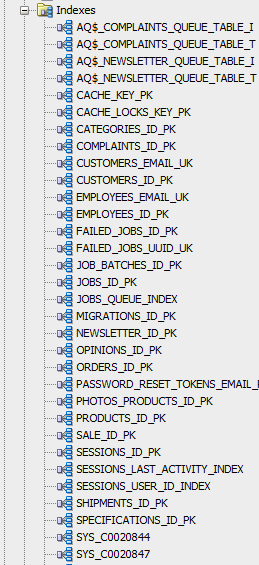 Indexes
AQ$_COMPLAINTS_QUEUE_TABLE_I
AQ$_COMPLAINTS_QUEUE_TABLE_T
AQ$_NEWSLETTER_QUEUE_TABLE_I
AQ$_NEWSLETTER_QUEUE_TABLE_T
CACHE_KEY_PK
CACHE_LOCKS_KEY_PK
CATEGORIES_ID_PK
COMPLAINTS_ID_PK
CUSTOMERS_EMAIL_UK
CUSTOMERS_ID_PK
EMPLOYEES_EMAIL_UK
EMPLOYEES_ID_PK
FAILED_JOBS_ID_PK
FAILED_JOBS_UUID_UK
JOB_BATCHES_ID_PK
JOBS_ID_PK
JOBS_QUEUE_INDEX
MIGRATIONS_ID_PK
NEWSLETTER_ID_PK
OPINIONS_ID_PK
ORDERS_ID_PK
PASSWORD_RESET_TOKENS_EMAIL_
PHOTOS_PRODUCTS_ID_PK
PRODUCTS_ID_PK
SALE_ID_PK
SESSIONS_ID_PK
SESSIONS_LAST_ACTIVITY_INDEX
SESSIONS_USER_ID_INDEX
SHIPMENTS_ID_PK
SPECIFICATIONS_ID_PK
SYS_C0020844
SYS_C0020847